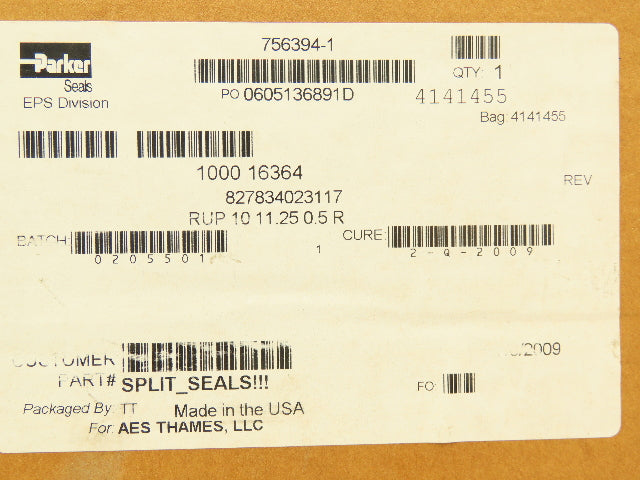 Parker
Seals
EPS Division
756394-1
PO 0605136891D
QTY: 1
4141455
Bag: 4141455
1000 16364
827834023117
REV
RUP 10 11.25 0.5 R
BATCH:
0205501
1
CURE:
2-Q-2009
/2009
CUSTOMER
PART# SPLIT_SEALS!!!
FO:
Packaged By: TT Made in the USA
For: AES THAMES, LLC